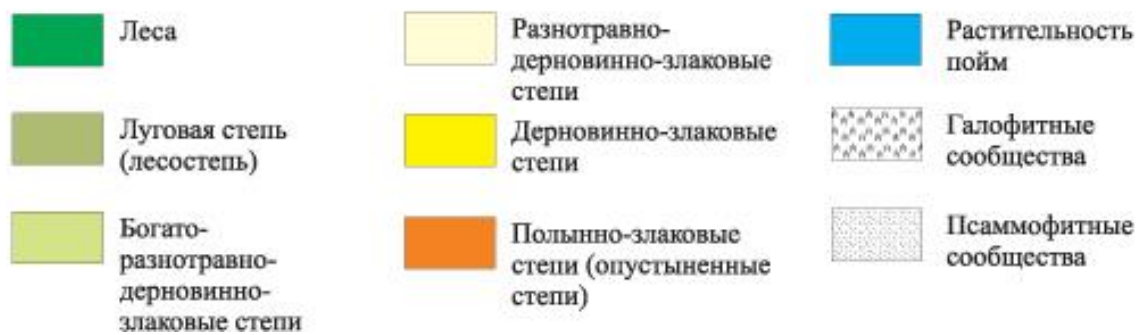 Леса
Луговая степь
(лесостепь)
Богато-
разнотравно-
дерновинно-
злаковые степи
Разнотравно-
дерновинно-злаковые
степи
Дерновинно-злаковые
степи
Полынно-злаковые
степи (опустыненные
степи)
Растительность
пойм
Галофитные
сообщества
Псаммофитные
сообщества